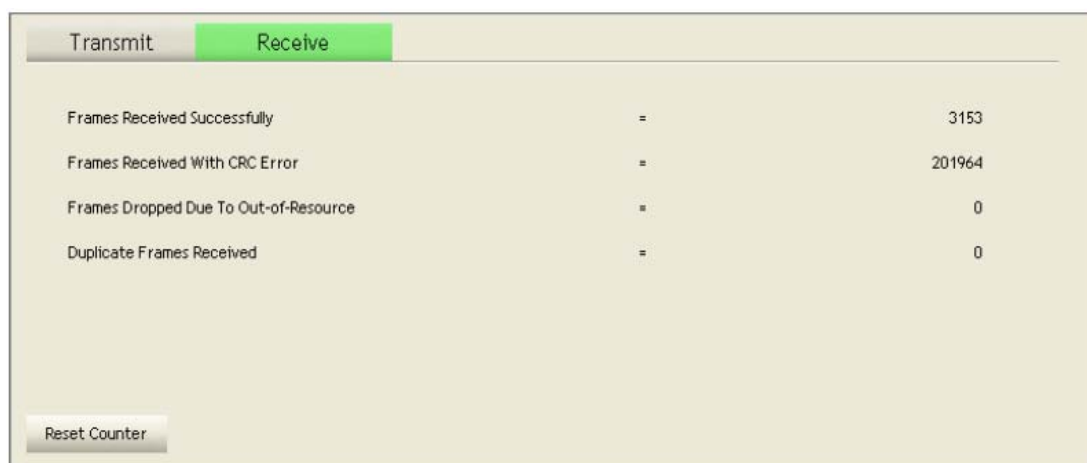 Transmit Receive
Frames Received Successfully = 3153
Frames Received With CRC Error = 201964
Frames Dropped Due To Out-of-Resource = 0
Duplicate Frames Received = 0
Reset Counter